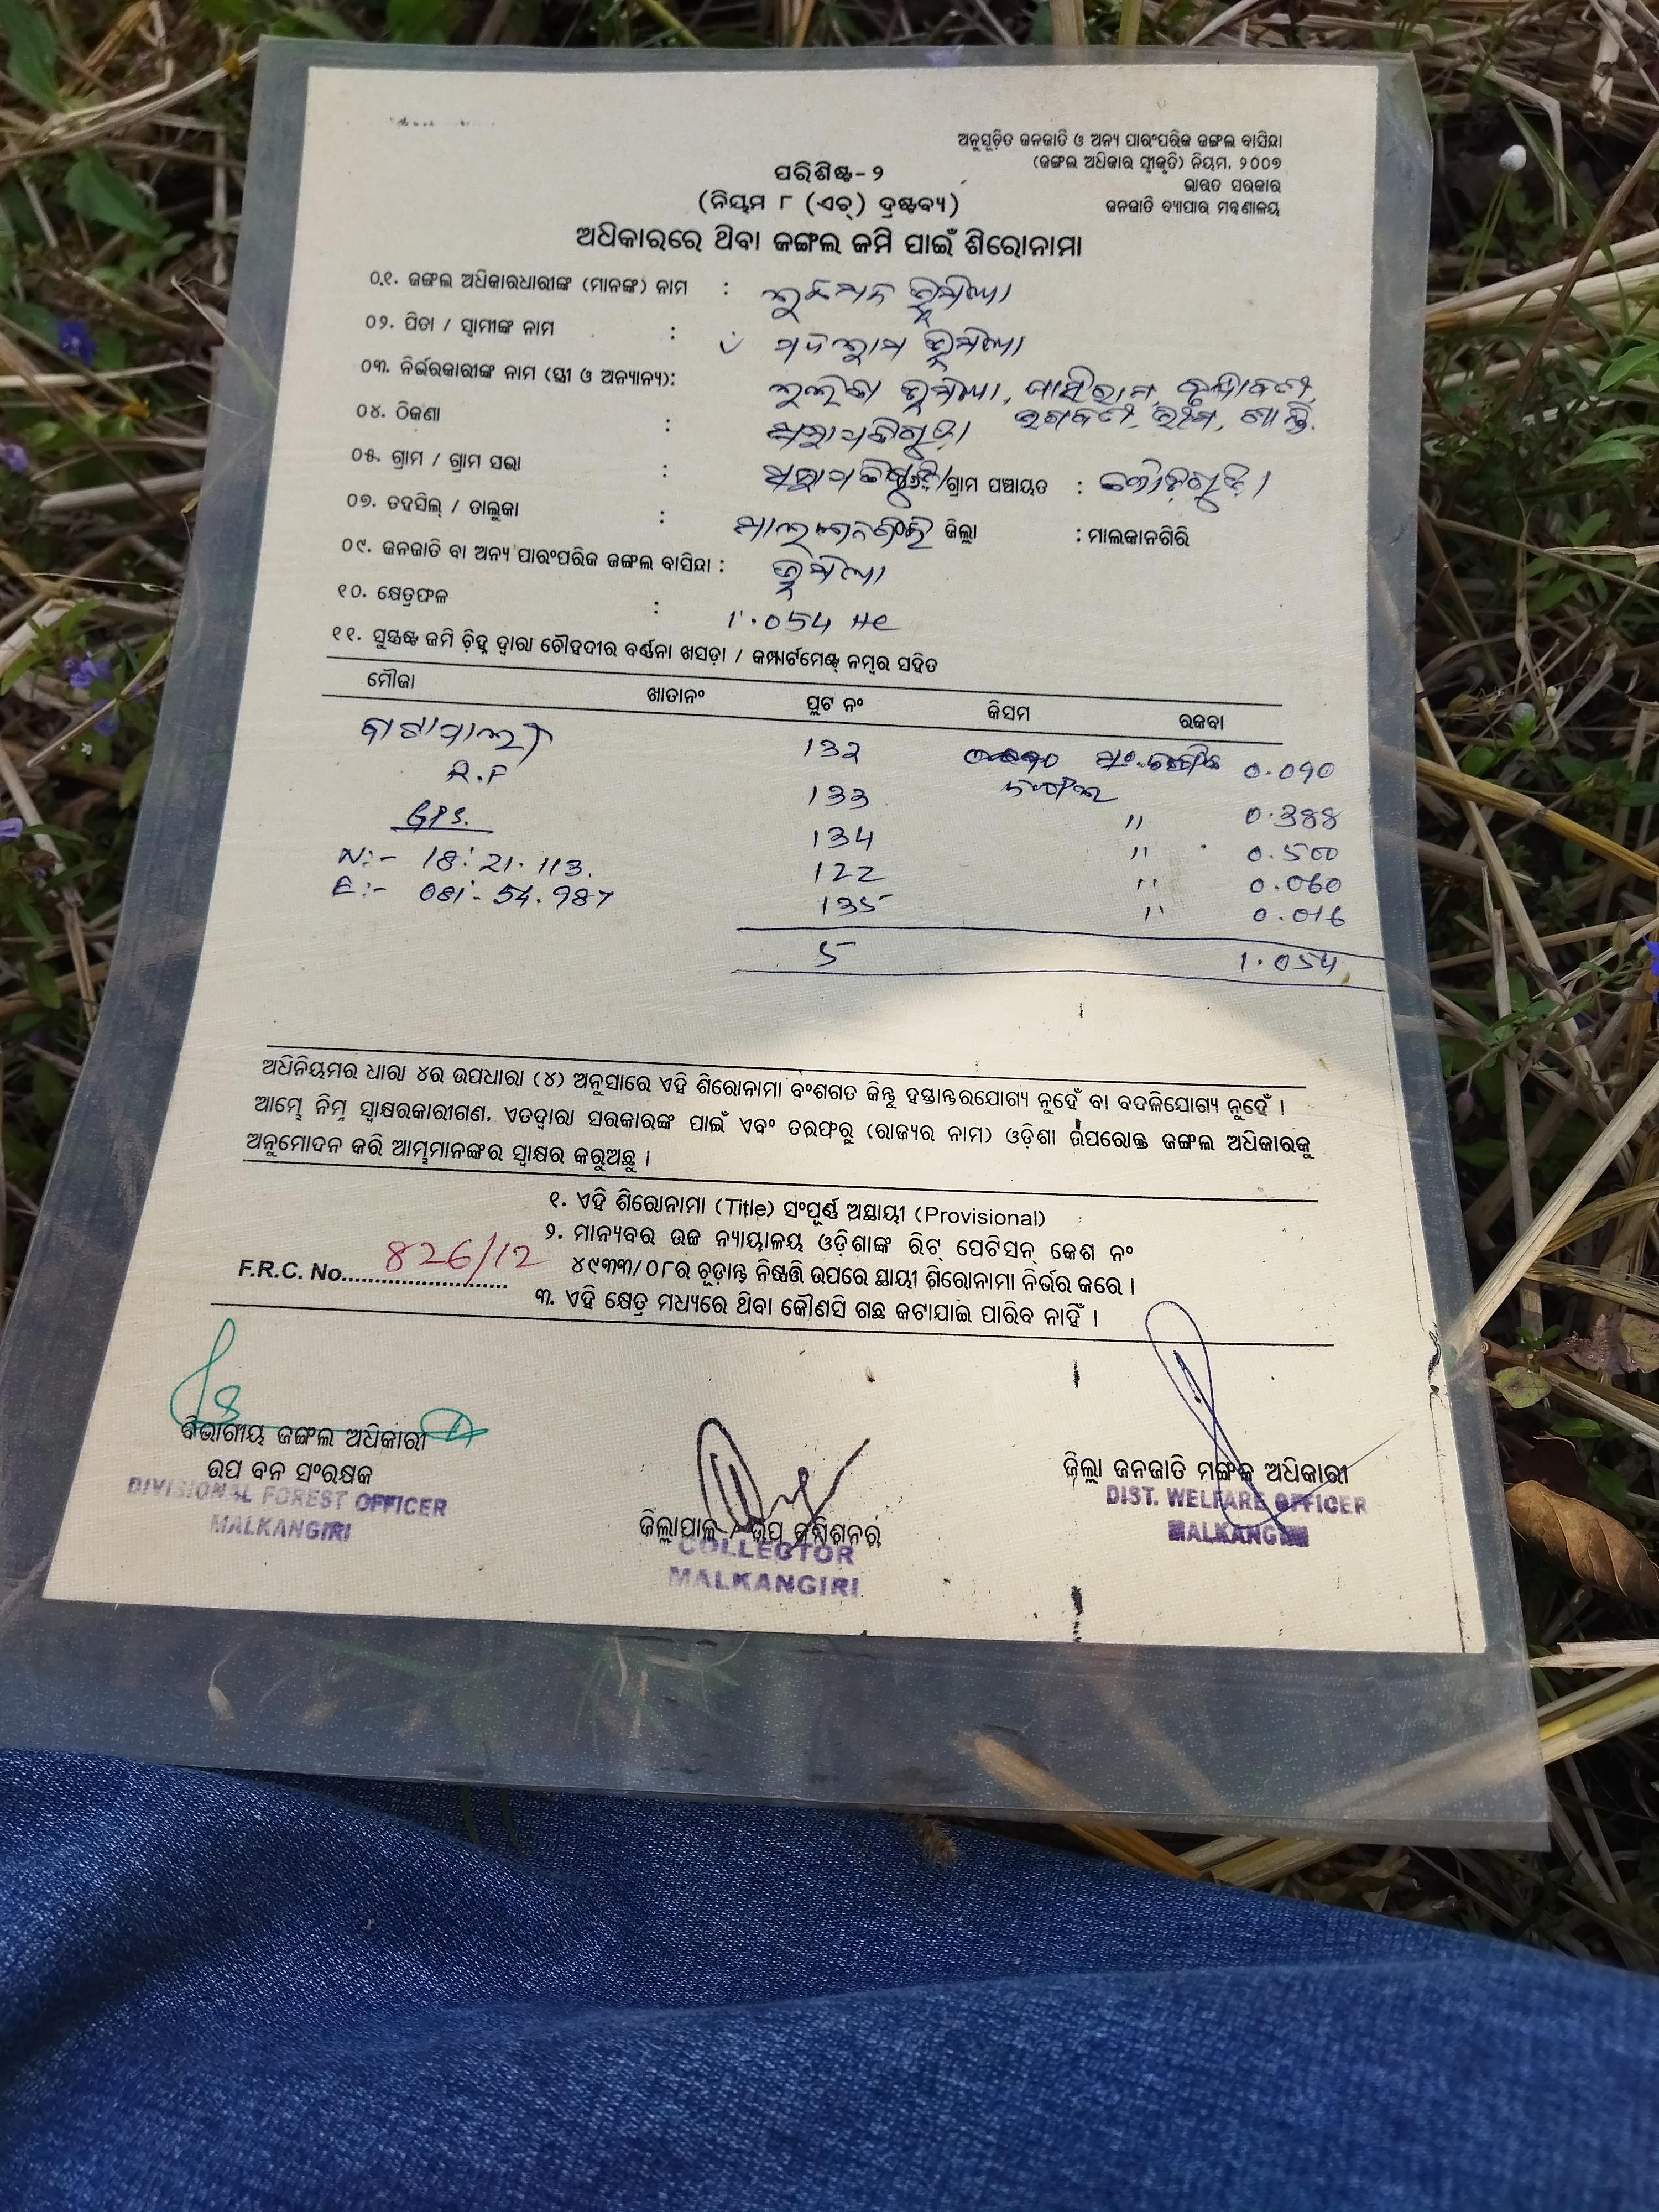 ଅନୁସୂଚିତ ଜନଜାତି ଓ ଅନ୍ୟ ପାରଂପରିକ ଜଙ୍ଗଲ ବାସିନ୍ଦା
(ଜଙ୍ଗଲ ଅଧିକାର ସ୍ୱୀକୃତି) ନିୟମ, ୨୦୦୭
ଭାରତ ସରକାର
ଜନଜାତି ବ୍ୟାପାର ମନ୍ତ୍ରଣାଳୟ
ପରିଶିଷ୍ଟ-୨
(ନିୟମ ୮ (ଏଚ୍) ଦ୍ରଷ୍ଟବ୍ୟ)
ଅଧିକାରରେ ଥିବା ଜଙ୍ଗଲ ଜମି ପାଇଁ ଶିରୋନାମା
୦୧. ଜଙ୍ଗଲ ଅଧିକାରଧାରୀଙ୍କ (ମାନଙ୍କ) ନାମ : ଭୂମିଆ
୦୨. ପିତା / ସ୍ୱାମୀଙ୍କ ନାମ : ଭୂମିଆ
୦୩. ନିର୍ଭରକାରୀଙ୍କ ନାମ (ସ୍ତ୍ରୀ ଓ ଅନ୍ୟାନ୍ୟ): ଭୂମିଆ,
୦୪. ଠିକଣା :
୦୫. ଗ୍ରାମ / ଗ୍ରାମ ସଭା : ଗ୍ରାମ ପଞ୍ଚାୟତ :
୦୭. ତହସିଲ୍ / ତାଲୁକା : ମାଲକାନଗିରି ଜିଲ୍ଲା : ମାଲକାନଗିରି
୦୯. ଜନଜାତି ବା ଅନ୍ୟ ପାରଂପରିକ ଜଙ୍ଗଲ ବାସିନ୍ଦା : ଭୂମିଆ
୧୦. କ୍ଷେତ୍ରଫଳ : 1.054 He
୧୧. ସୁସ୍ପଷ୍ଟ ଜମି ଚିହ୍ନ ଦ୍ୱାରା ଚୌହଦୀର ବର୍ଣ୍ଣନା ଖସଡ଼ା / କମ୍ପାର୍ଟମେଣ୍ଟ୍ ନମ୍ବର ସହିତ
ମୌଜା ଖାତାନଂ ପ୍ଲଟ ନଂ କିସମ ରକବା
132 0.090
R.F
133 0.388
GPS.
134 " 0.500
N:- 18°.21.113. 122 " 0.060
E:- 081°.54.987 135 " 0.016
5 1.054
ଅଧିନିୟମର ଧାରା ୪ର ଉପଧାରା (୪) ଅନୁସାରେ ଏହି ଶିରୋନାମା ବଂଶଗତ କିନ୍ତୁ ହସ୍ତାନ୍ତରଯୋଗ୍ୟ ନୁହେଁ ବା ବଦଳିଯୋଗ୍ୟ ନୁହେଁ ।
ଆମ୍ଭେ ନିମ୍ନ ସ୍ୱାକ୍ଷରକାରୀଗଣ, ଏତଦ୍ୱାରା ସରକାରଙ୍କ ପାଇଁ ଏବଂ ତରଫରୁ (ରାଜ୍ୟର ନାମ) ଓଡ଼ିଶା ଉପରୋକ୍ତ ଜଙ୍ଗଲ ଅଧିକାରକୁ
ଅନୁମୋଦନ କରି ଆମ୍ଭମାନଙ୍କର ସ୍ୱାକ୍ଷର କରୁଅଛୁ ।
୧. ଏହି ଶିରୋନାମା (Title) ସଂପୂର୍ଣ୍ଣ ଅସ୍ଥାୟୀ (Provisional)
୨. ମାନ୍ୟବର ଉଚ୍ଚ ନ୍ୟାୟାଳୟ ଓଡ଼ିଶାଙ୍କ ରିଟ୍ ପେଟିସନ୍ କେଶ ନଂ
୪୯୩୩/୦୮ର ଚୂଡ଼ାନ୍ତ ନିଷ୍ପତ୍ତି ଉପରେ ସ୍ଥାୟୀ ଶିରୋନାମା ନିର୍ଭର କରେ ।
F.R.C. No. 826/12
୩. ଏହି କ୍ଷେତ୍ର ମଧ୍ୟରେ ଥିବା କୌଣସି ଗଛ କଟାଯାଇ ପାରିବ ନାହିଁ ।
ବିଭାଗୀୟ ଜଙ୍ଗଲ ଅଧିକାରୀ
ଉପ ବନ ସଂରକ୍ଷକ
DIVISIONAL FOREST OFFICER
MALKANGIRI
ଜିଲ୍ଲାପାଳ / ଉପ କମିଶନର
COLLECTOR
MALKANGIRI
ଜିଲ୍ଲା ଜନଜାତି ମଙ୍ଗଳ ଅଧିକାରୀ
DIST. WELFARE OFFICER
MALKANGIRI